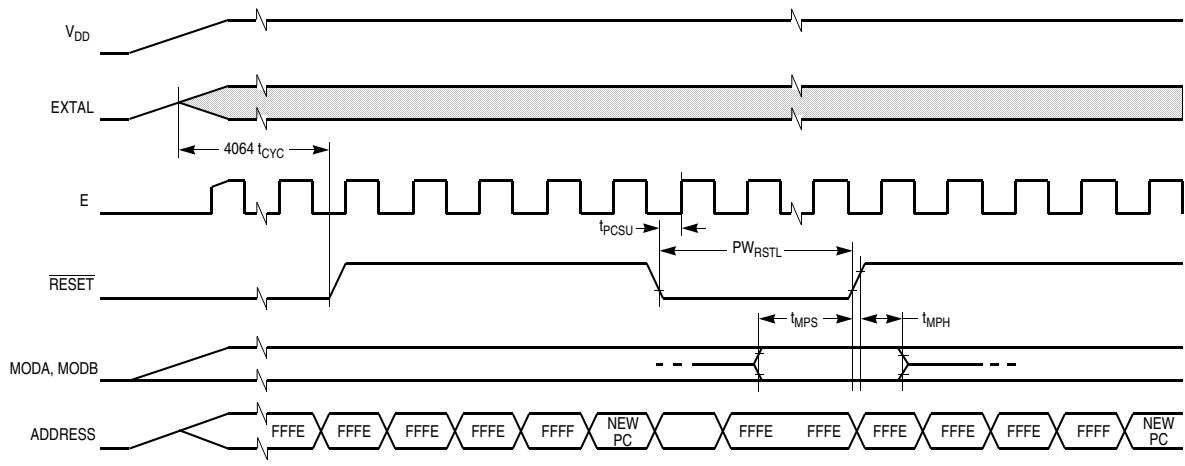 VDD
EXTAL
4064 tCYC
E
tPCSU
PWRSTL
RESET
tMPS
tMPH
MODA, MODB
ADDRESS
FFFE FFFE FFFE FFFE FFFF NEW PC FFFE FFFE FFFE FFFE FFFE FFFF NEW PC